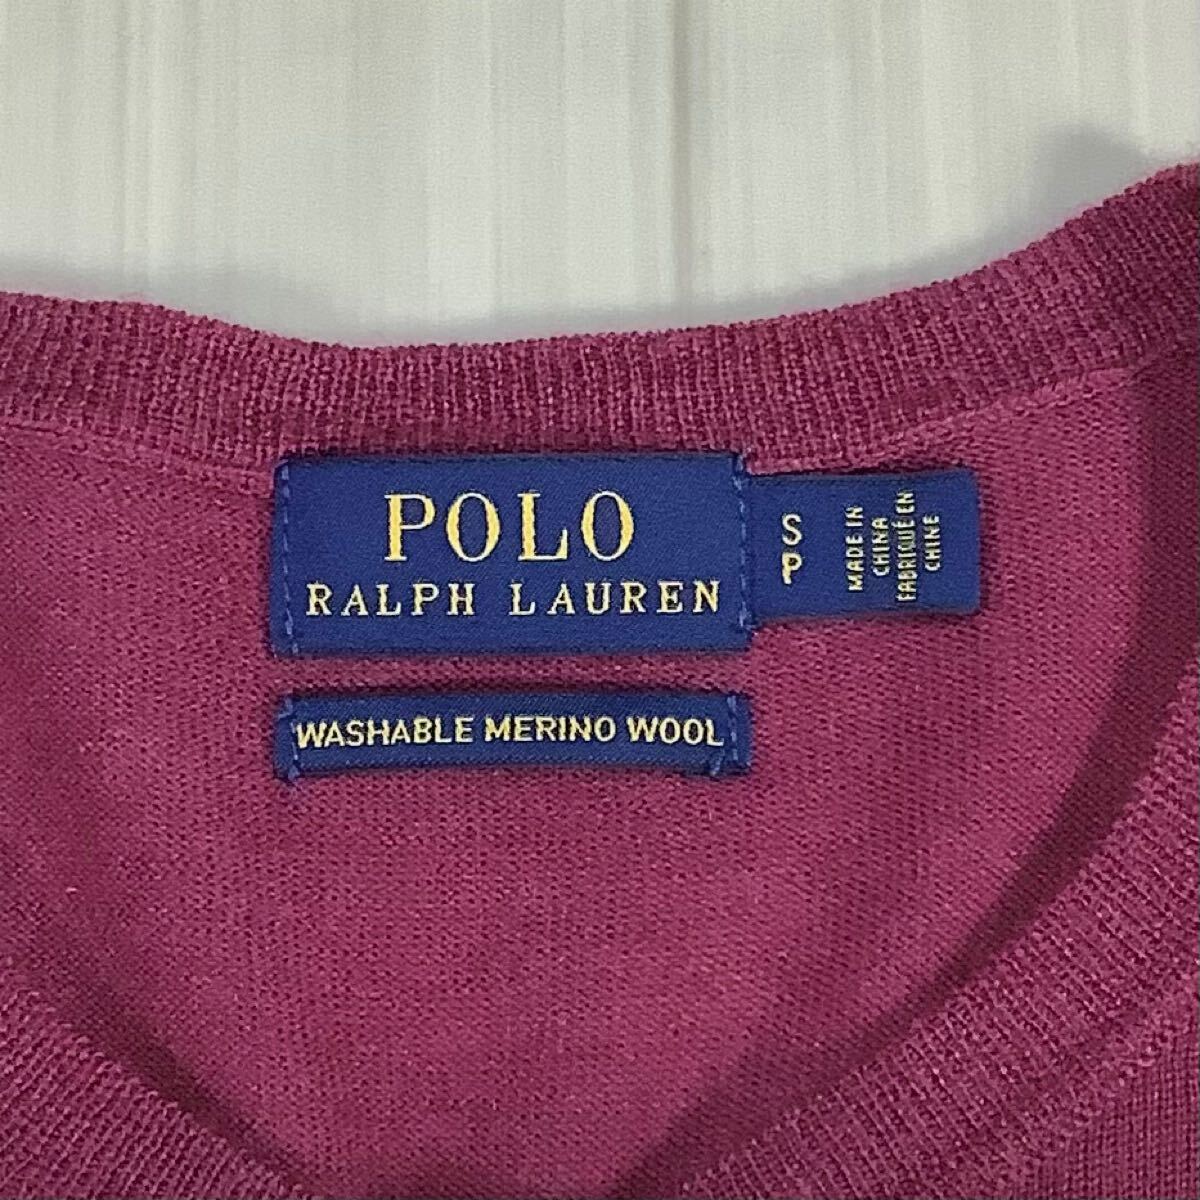 POLO
RALPH LAUREN
S
P
MADE IN
CHINA
FABRIQUÉ EN
CHINE
WASHABLE MERINO WOOL